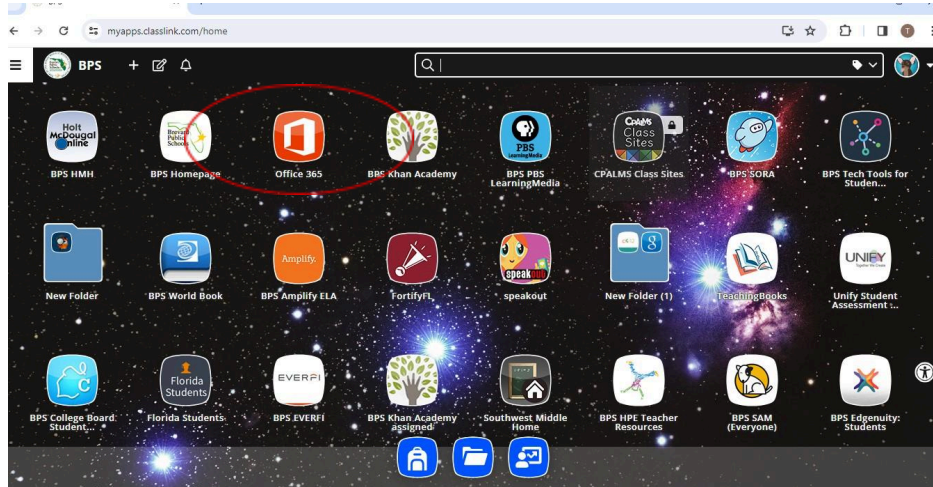 myapps.classlink.com/home
T
BPS
Holt
McDougal
Online
BPS HMH
Brevard
Public
Schools
BPS Homepage
Office 365
BPS Khan Academy
PBS
LearningMedia
BPS PBS
LearningMedia
CPALMS
Class
Sites
CPALMS Class Sites
BPS SORA
BPS Tech Tools for
Studen...
New Folder
BPS World Book
Amplify.
BPS Amplify ELA
FortifyFL
speakout
speakout
8
New Folder (1)
TeachingBooks
UNIFY
Unify Student
Assessment :...
C
BPS College Board
Student...
Florida
Students
Florida Students
EVERFI
BPS EVERFI
BPS Khan Academy
assigned
Southwest Middle
Home
BPS HPE Teacher
Resources
BPS SAM
(Everyone)
BPS Edgenuity:
Students